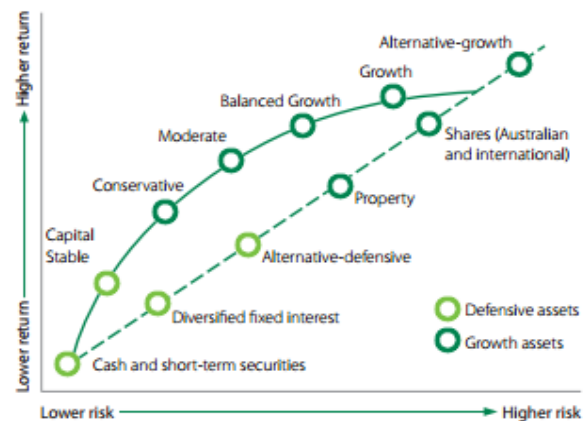 Higher return
Lower return
Alternative-growth
Growth
Balanced Growth
Moderate
Conservative
Capital
Stable
Shares (Australian
and international)
Property
Alternative-defensive
Diversified fixed interest
Cash and short-term securities
Defensive assets
Growth assets
Lower risk
Higher risk